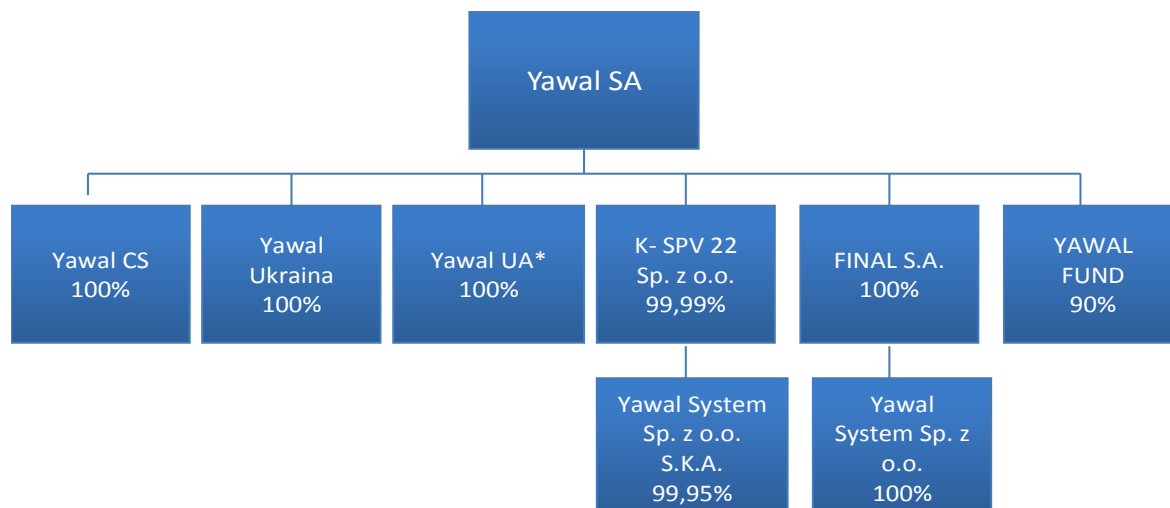 Yawal SA
Yawal CS
100%
Yawal
Ukraina
100%
Yawal UA*
100%
K- SPV 22
Sp. z o.o.
99,99%
FINAL S.A.
100%
YAWAL
FUND
90%
Yawal System
Sp. z o.o.
S.K.A.
99,95%
Yawal
System Sp. z
o.o.
100%